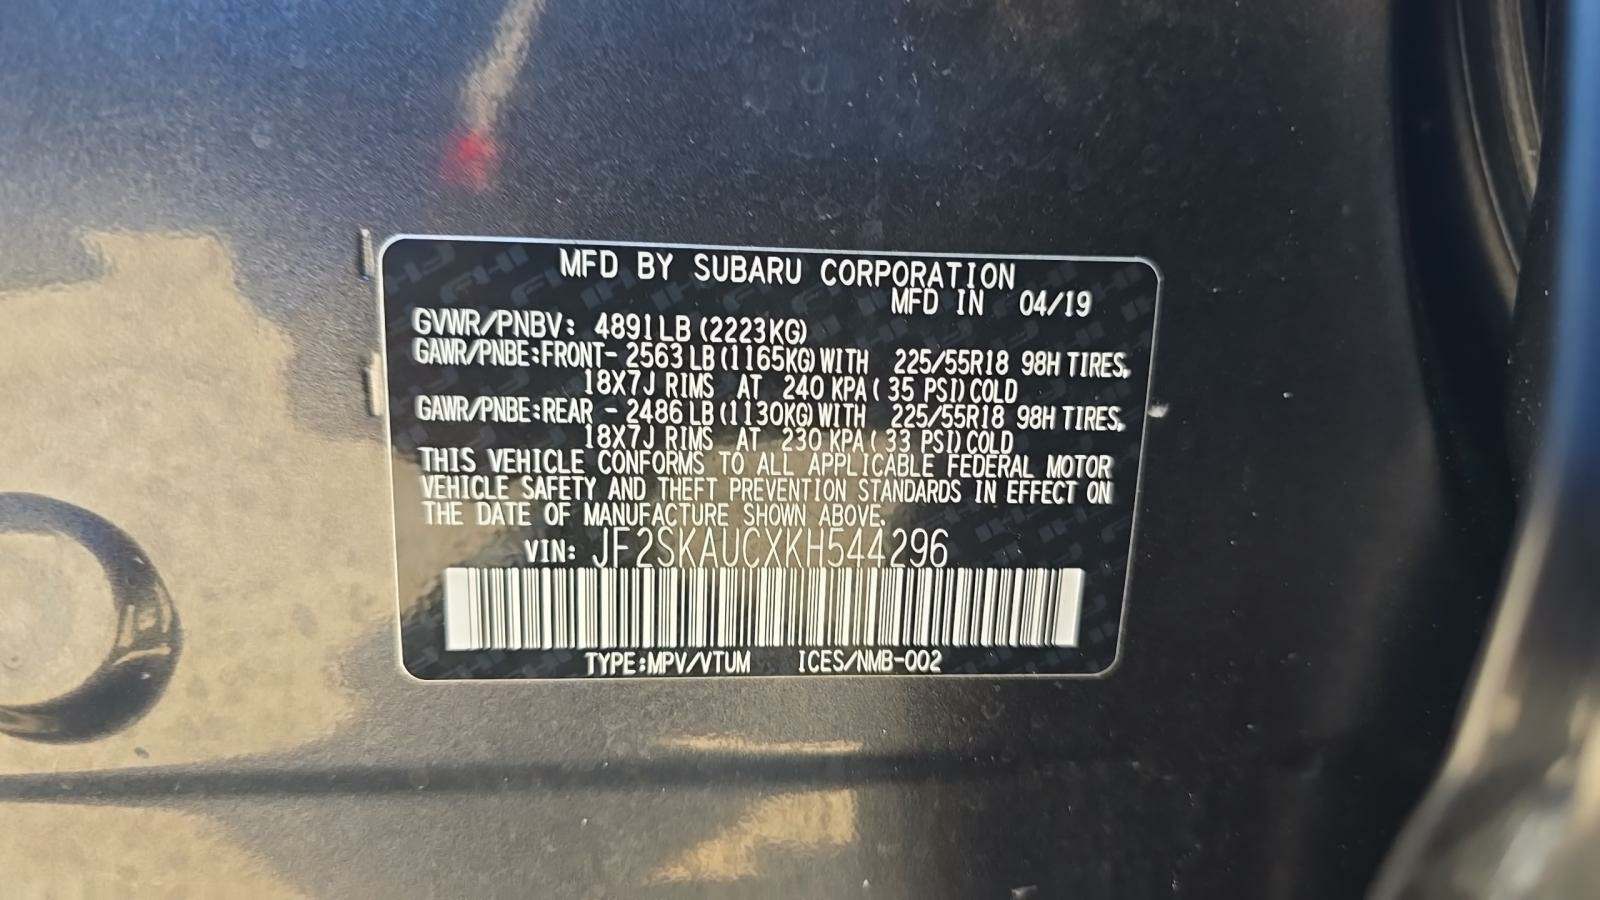 MFD BY SUBARU CORPORATION
MFD IN 04/19
GVWR/PNBV: 4891LB (2223KG)
GAWR/PNBE:FRONT- 2563 LB (1165KG) WITH 225/55R18 98H TIRES,
18X7J RIMS AT 240 KPA ( 35 PSI) COLD
GAWR/PNBE:REAR - 2486 LB (1130KG) WITH 225/55R18 98H TIRES,
18X7J RIMS AT 230 KPA ( 33 PSI) COLD
THIS VEHICLE CONFORMS TO ALL APPLICABLE FEDERAL MOTOR
VEHICLE SAFETY AND THEFT PREVENTION STANDARDS IN EFFECT ON
THE DATE OF MANUFACTURE SHOWN ABOVE.
VIN: JF2SKAUCXKH544296
TYPE:MPV/VTUM ICES/NMB-002